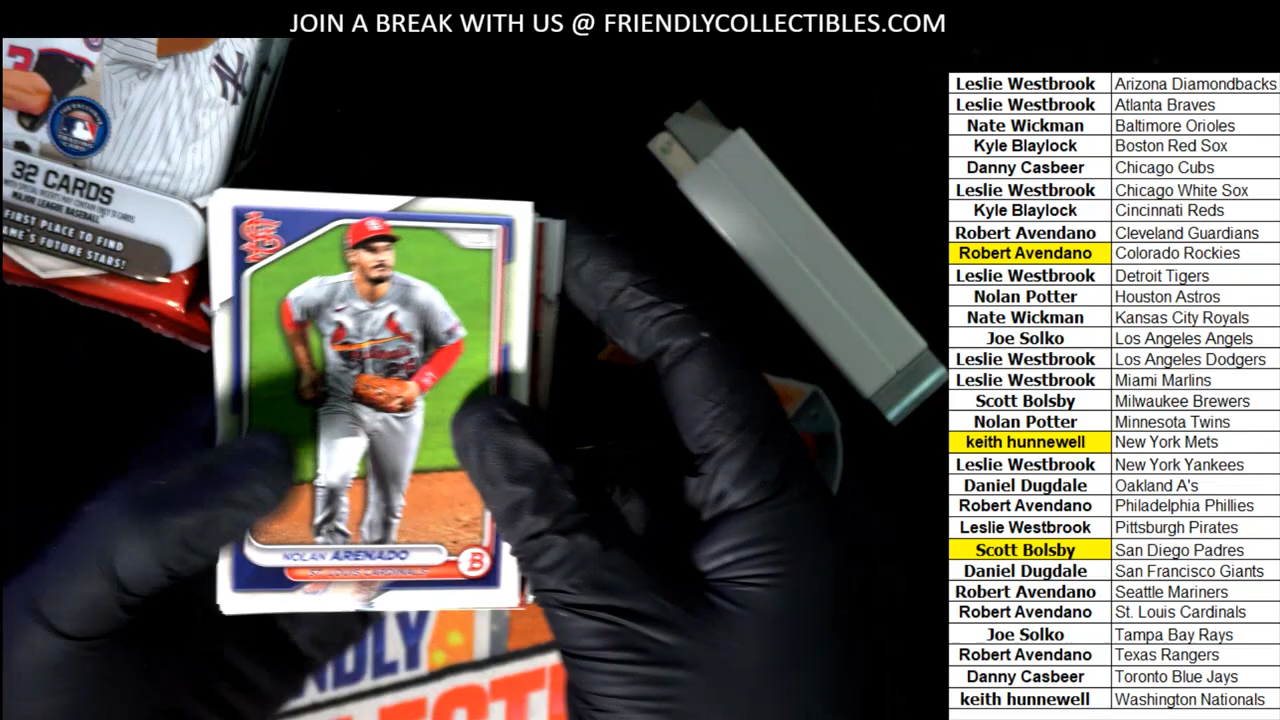 JOIN A BREAK WITH US @ FRIENDLYCOLLECTIBLES.COM
32 CARDS
MAJOR LEAGUE BASEBALL
FIRST PLACE TO FIND
GAME'S FUTURE STARS!
NOLAN ARENADO
B
ST. LOUIS CARDINALS
Leslie Westbrook Arizona Diamondbacks
Leslie Westbrook Atlanta Braves
Nate Wickman Baltimore Orioles
Kyle Blaylock Boston Red Sox
Danny Casbeer Chicago Cubs
Leslie Westbrook Chicago White Sox
Kyle Blaylock Cincinnati Reds
Robert Avendano Cleveland Guardians
Robert Avendano Colorado Rockies
Leslie Westbrook Detroit Tigers
Nolan Potter Houston Astros
Nate Wickman Kansas City Royals
Joe Solko Los Angeles Angels
Leslie Westbrook Los Angeles Dodgers
Leslie Westbrook Miami Marlins
Scott Bolsby Milwaukee Brewers
Nolan Potter Minnesota Twins
keith hunnewell New York Mets
Leslie Westbrook New York Yankees
Daniel Dugdale Oakland A's
Robert Avendano Philadelphia Phillies
Leslie Westbrook Pittsburgh Pirates
Scott Bolsby San Diego Padres
Daniel Dugdale San Francisco Giants
Robert Avendano Seattle Mariners
Robert Avendano St. Louis Cardinals
Joe Solko Tampa Bay Rays
Robert Avendano Texas Rangers
Danny Casbeer Toronto Blue Jays
keith hunnewell Washington Nationals